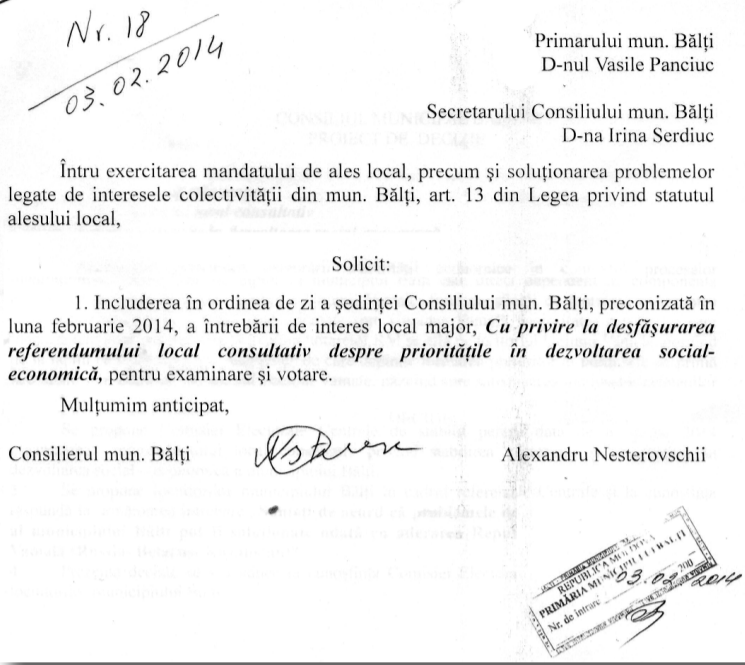 Nr. 18
03.02.2014
Primarului mun. Bălți
D-nul Vasile Panciuc
Secretarului Consiliului mun. Bălți
D-na Irina Serdiuc
Întru exercitarea mandatului de ales local, precum și soluționarea problemelor
legate de interesele colectivității din mun. Bălți, art. 13 din Legea privind statutul
alesului local,
Solicit:
1. Includerea în ordinea de zi a ședinței Consiliului mun. Bălți, preconizată în
luna februarie 2014, a întrebării de interes local major, Cu privire la desfășurarea
referendumului local consultativ despre prioritățile în dezvoltarea social-
economică, pentru examinare și votare.
Mulțumim anticipat,
Consilierul mun. Bălți Alexandru Nesterovschii
REPUBLICA MOLDOVA
PRIMĂRIA MUNICIPIULUI BĂLȚI
03.02 200 2014
Nr. de intrare